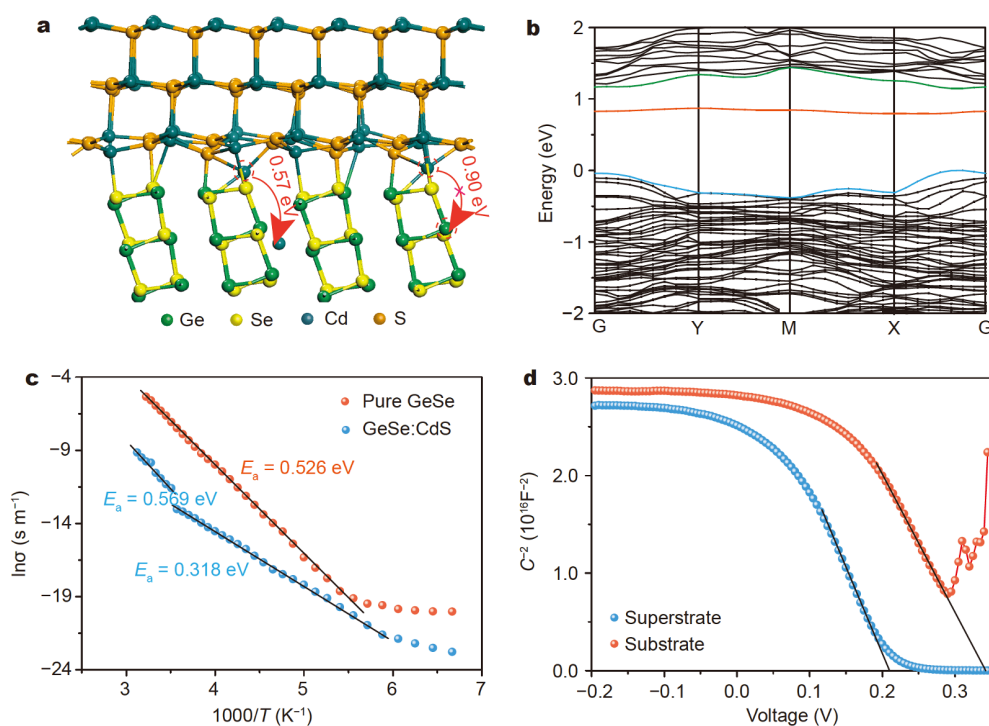 a
0.57 eV
×
0.90 eV
Ge Se Cd S
b
2
1
0
−1
−2
Energy (eV)
G Y M X G
c
−4
−9
−14
−19
−24
lnσ (s m⁻¹)
Pure GeSe
GeSe:CdS
Eₐ = 0.526 eV
Eₐ = 0.569 eV
Eₐ = 0.318 eV
3 4 5 6 7
1000/T (K⁻¹)
d
3.0
2.0
1.0
0.0
C⁻² (10¹⁶F⁻²)
Superstrate
Substrate
−0.2 −0.1 0.0 0.1 0.2 0.3
Voltage (V)